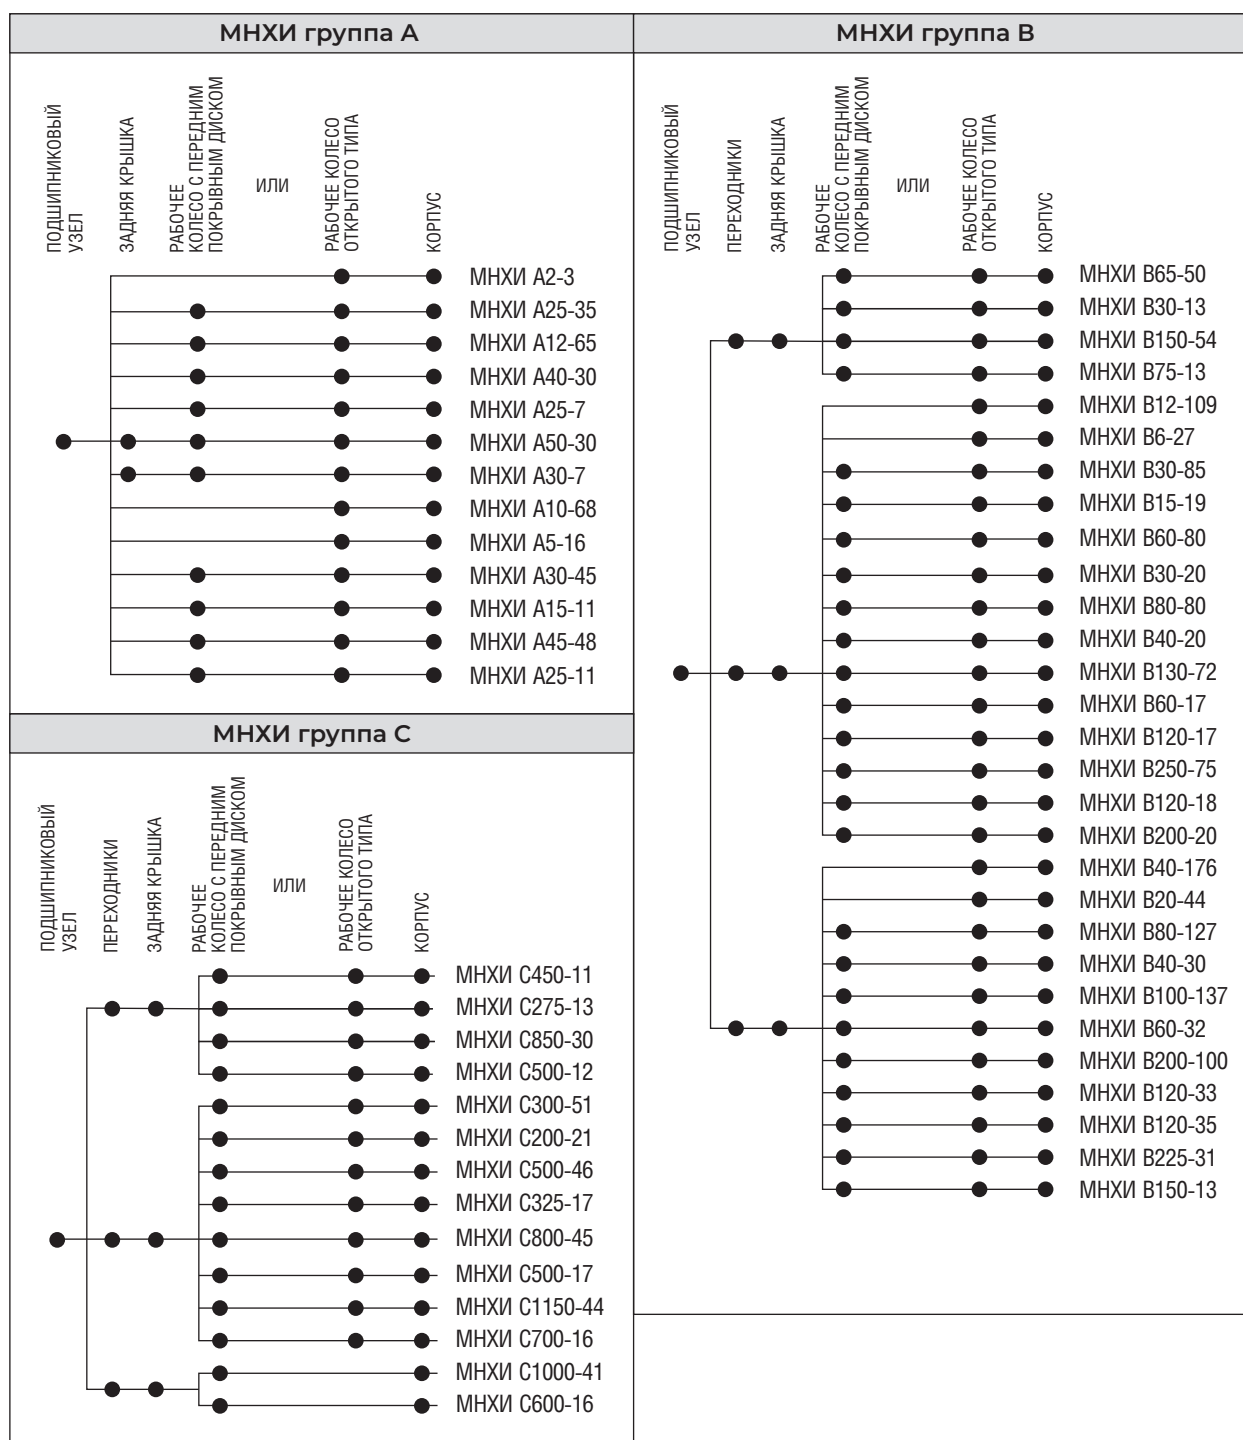 МНХИ группа А
ПОДШИПНИКОВЫЙ
УЗЕЛ
ЗАДНЯЯ КРЫШКА
РАБОЧЕЕ
КОЛЕСО С ПЕРЕДНИМ
ПОКРЫВНЫМ ДИСКОМ
ИЛИ
РАБОЧЕЕ КОЛЕСО
ОТКРЫТОГО ТИПА
КОРПУС
МНХИ А2-3
МНХИ А25-35
МНХИ А12-65
МНХИ А40-30
МНХИ А25-7
МНХИ А50-30
МНХИ А30-7
МНХИ А10-68
МНХИ А5-16
МНХИ А30-45
МНХИ А15-11
МНХИ А45-48
МНХИ А25-11
МНХИ группа С
ПОДШИПНИКОВЫЙ
УЗЕЛ
ПЕРЕХОДНИКИ
ЗАДНЯЯ КРЫШКА
РАБОЧЕЕ
КОЛЕСО С ПЕРЕДНИМ
ПОКРЫВНЫМ ДИСКОМ
ИЛИ
РАБОЧЕЕ КОЛЕСО
ОТКРЫТОГО ТИПА
КОРПУС
МНХИ С450-11
МНХИ С275-13
МНХИ С850-30
МНХИ С500-12
МНХИ С300-51
МНХИ С200-21
МНХИ С500-46
МНХИ С325-17
МНХИ С800-45
МНХИ С500-17
МНХИ С1150-44
МНХИ С700-16
МНХИ С1000-41
МНХИ С600-16
МНХИ группа В
ПОДШИПНИКОВЫЙ
УЗЕЛ
ПЕРЕХОДНИКИ
ЗАДНЯЯ КРЫШКА
РАБОЧЕЕ
КОЛЕСО С ПЕРЕДНИМ
ПОКРЫВНЫМ ДИСКОМ
ИЛИ
РАБОЧЕЕ КОЛЕСО
ОТКРЫТОГО ТИПА
КОРПУС
МНХИ В65-50
МНХИ В30-13
МНХИ В150-54
МНХИ В75-13
МНХИ В12-109
МНХИ В6-27
МНХИ В30-85
МНХИ В15-19
МНХИ В60-80
МНХИ В30-20
МНХИ В80-80
МНХИ В40-20
МНХИ В130-72
МНХИ В60-17
МНХИ В120-17
МНХИ В250-75
МНХИ В120-18
МНХИ В200-20
МНХИ В40-176
МНХИ В20-44
МНХИ В80-127
МНХИ В40-30
МНХИ В100-137
МНХИ В60-32
МНХИ В200-100
МНХИ В120-33
МНХИ В120-35
МНХИ В225-31
МНХИ В150-13